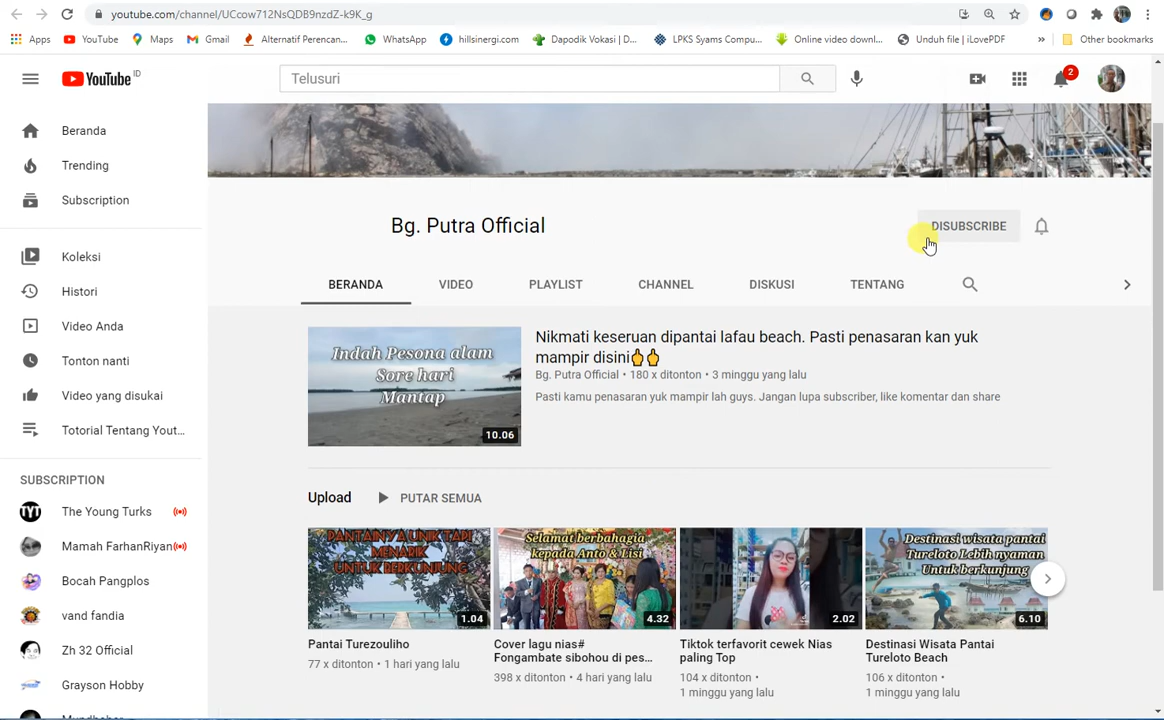 youtube.com/channel/UCcow712NsQDB9nzdZ-k9K_g
Apps YouTube Maps Gmail Alternatif Perencan... WhatsApp hillsinergi.com Dapodik Vokasi | D... LPKS Syams Compu... Online video downl... Unduh file | iLovePDF » Other bookmarks
YouTube ID Telusuri 2
Beranda
Trending
Subscription
Koleksi
Histori
Video Anda
Tonton nanti
Video yang disukai
Totorial Tentang Yout...
SUBSCRIPTION
TYT The Young Turks
Mamah FarhanRiyan
Bocah Pangplos
vand fandia
Zh 32 Official
Grayson Hobby
Bg. Putra Official
DISUBSCRIBE
BERANDA VIDEO PLAYLIST CHANNEL DISKUSI TENTANG
Indah Pesona alam
Sore hari
Mantap
10.06
Nikmati keseruan dipantai lafau beach. Pasti penasaran kan yuk
mampir disini🖕🖕
Bg. Putra Official • 180 x ditonton • 3 minggu yang lalu
Pasti kamu penasaran yuk mampir lah guys. Jangan lupa subscriber, like komentar dan share
Upload PUTAR SEMUA
PANTAINYA UNIK TAPI
MENARIK
UNTUK BERKUNJUNG
1.04
Pantai Turezouliho
77 x ditonton • 1 hari yang lalu
Selamat berbahagia
kepada Anto & Lisi
4.32
Cover lagu nias#
Fongambate sibohou di pes...
398 x ditonton • 4 hari yang lalu
2.02
Tiktok terfavorit cewek Nias
paling Top
104 x ditonton •
1 minggu yang lalu
Destinasi wisata pantai
Tureloto Lebih nyaman
Untuk berkunjung
6.10
Destinasi Wisata Pantai
Tureloto Beach
106 x ditonton •
1 minggu yang lalu